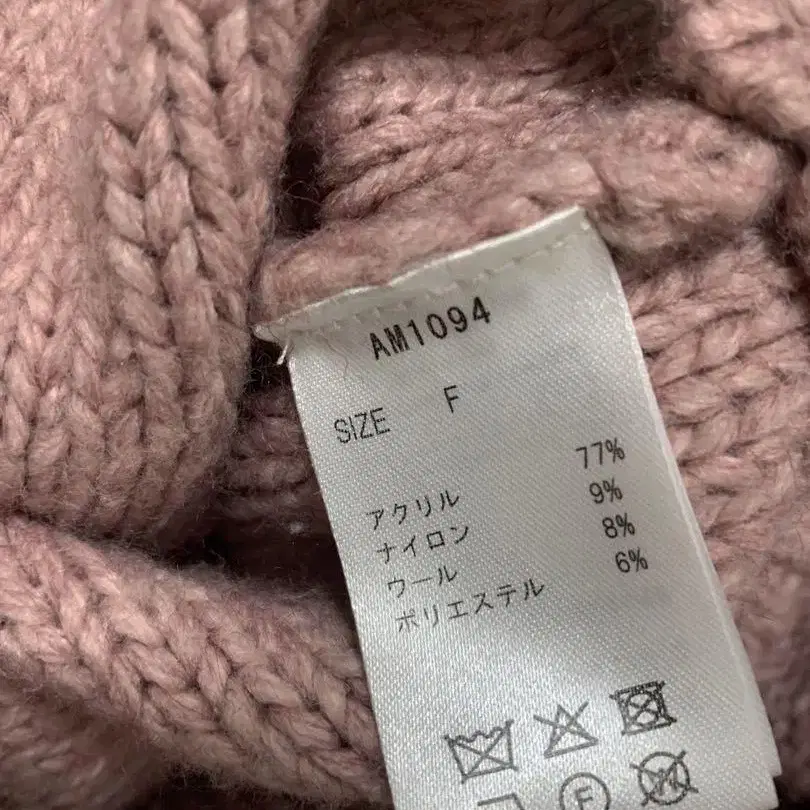 AM1094
SIZE F
アクリル 77%
ナイロン 9%
ウール 8%
ポリエステル 6%
F